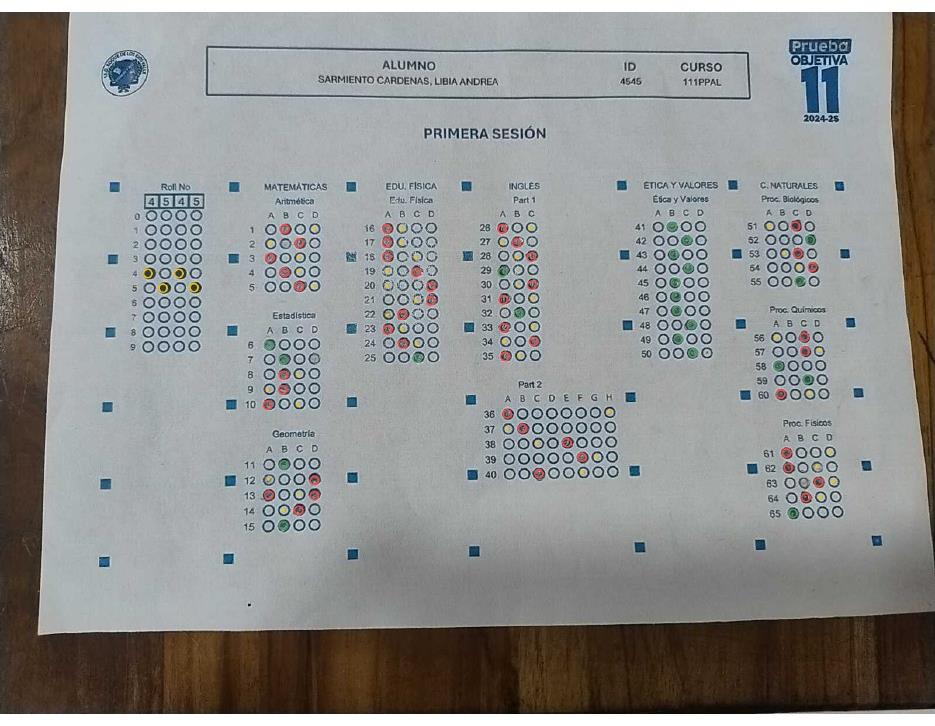 Prueba
OBJETIVA
11
2024-25
ALUMNO ID CURSO
SARMIENTO CARDENAS, LIBIA ANDREA 4545 111PPAL
PRIMERA SESIÓN
Roll No
4 5 4 5
0
1
2
3
4
5
6
7
8
9
MATEMÁTICAS
Aritmética
A B C D
1
2
3
4
5
Estadística
A B C D
6
7
8
9
10
Geometría
A B C D
11
12
13
14
15
EDU. FÍSICA
Edu. Física
A B C D
16
17
18
19
20
21
22
23
24
25
INGLÉS
Part 1
A B C
26
27
28
29
30
31
32
33
34
35
Part 2
A B C D E F G H
36
37
38
39
40
ÉTICA Y VALORES
Ética y Valores
A B C D
41
42
43
44
45
46
47
48
49
50
C. NATURALES
Proc. Biológicos
A B C D
51
52
53
54
55
Proc. Químicos
A B C D
56
57
58
59
60
Proc. Físicos
A B C D
61
62
63
64
65